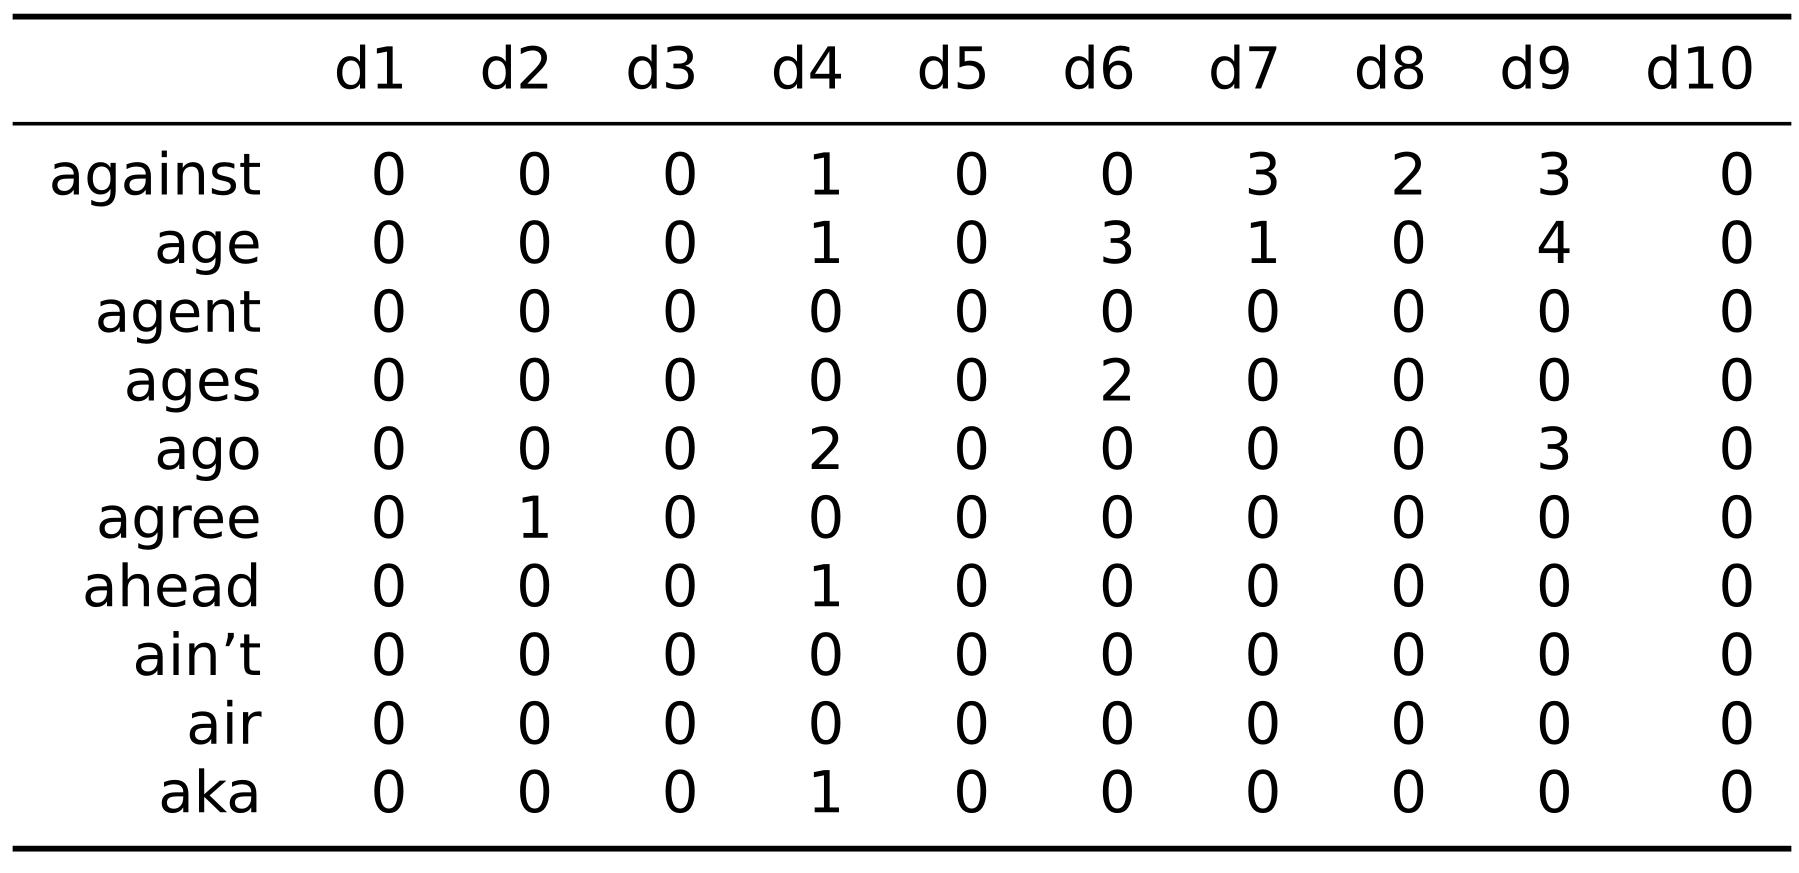 d1 d2 d3 d4 d5 d6 d7 d8 d9 d10
against 0 0 0 1 0 0 3 2 3 0
age 0 0 0 1 0 3 1 0 4 0
agent 0 0 0 0 0 0 0 0 0 0
ages 0 0 0 0 0 2 0 0 0 0
ago 0 0 0 2 0 0 0 0 3 0
agree 0 1 0 0 0 0 0 0 0 0
ahead 0 0 0 1 0 0 0 0 0 0
ain’t 0 0 0 0 0 0 0 0 0 0
air 0 0 0 0 0 0 0 0 0 0
aka 0 0 0 1 0 0 0 0 0 0